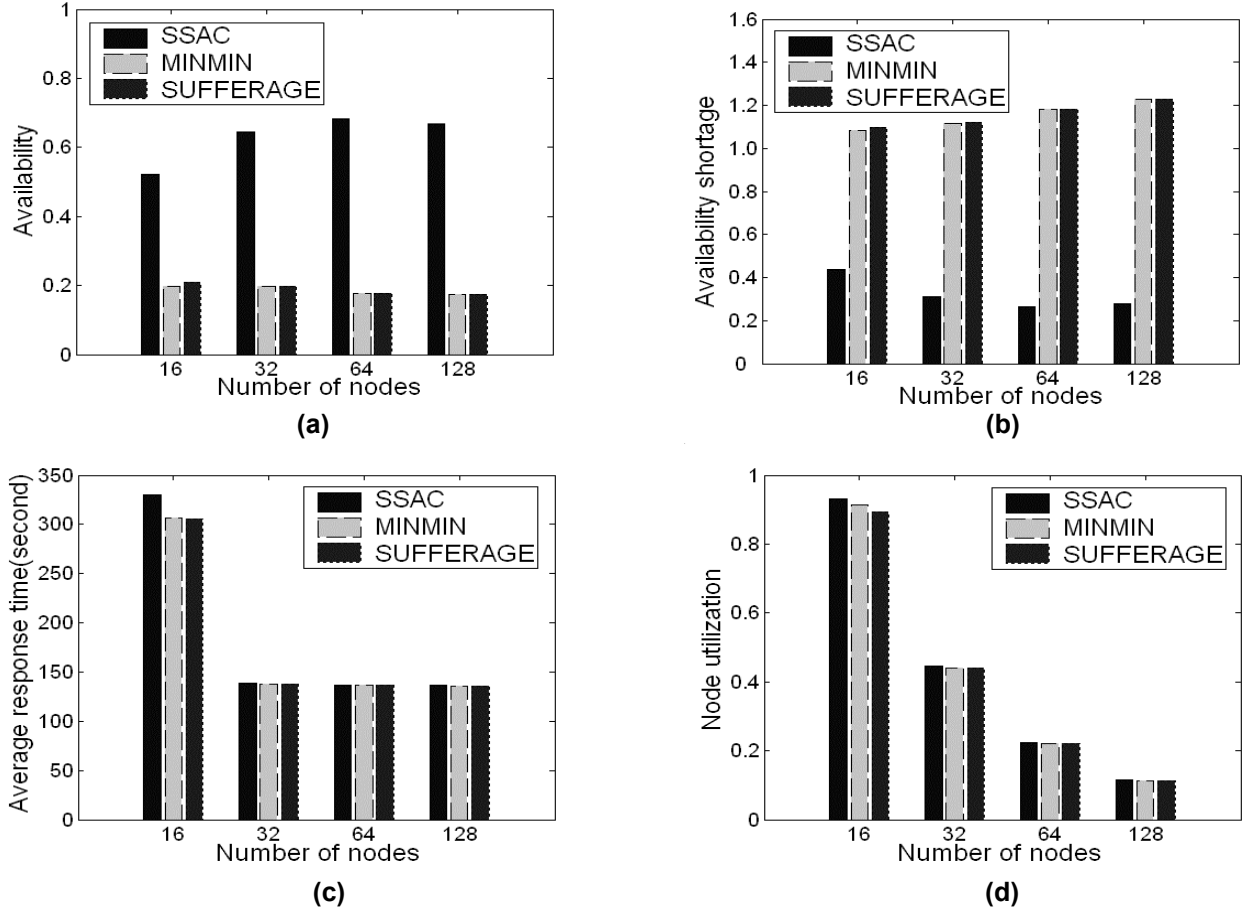 1
0.8
0.6
0.4
0.2
0
Availability
SSAC
MINMIN
SUFFERAGE
16 32 64 128
Number of nodes
(a)
1.6
1.4
1.2
1.0
0.8
0.6
0.4
0.2
0
Availability shortage
SSAC
MINMIN
SUFFERAGE
16 32 64 128
Number of nodes
(b)
350
300
250
200
150
100
50
0
Average response time(second)
SSAC
MINMIN
SUFFERAGE
16 32 64 128
Number of nodes
(c)
1
0.8
0.6
0.4
0.2
0
Node utilization
SSAC
MINMIN
SUFFERAGE
16 32 64 128
Number of nodes
(d)